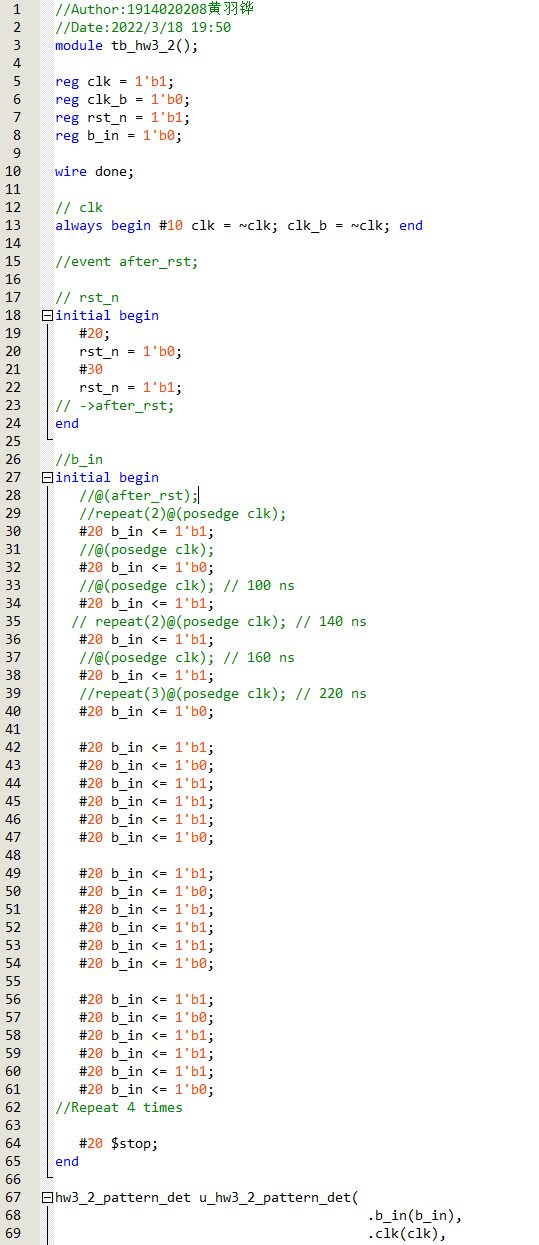 1 //Author:1914020208黄羽铧
2 //Date:2022/3/18 19:50
3 module tb_hw3_2();
4
5 reg clk = 1'b1;
6 reg clk_b = 1'b0;
7 reg rst_n = 1'b1;
8 reg b_in = 1'b0;
9
10 wire done;
11
12 // clk
13 always begin #10 clk = ~clk; clk_b = ~clk; end
14
15 //event after_rst;
16
17 // rst_n
18 initial begin
19 #20;
20 rst_n = 1'b0;
21 #30
22 rst_n = 1'b1;
23 // ->after_rst;
24 end
25
26 //b_in
27 initial begin
28 //@(after_rst);
29 //repeat(2)@(posedge clk);
30 #20 b_in <= 1'b1;
31 //@(posedge clk);
32 #20 b_in <= 1'b0;
33 //@(posedge clk); // 100 ns
34 #20 b_in <= 1'b1;
35 // repeat(2)@(posedge clk); // 140 ns
36 #20 b_in <= 1'b1;
37 //@(posedge clk); // 160 ns
38 #20 b_in <= 1'b1;
39 //repeat(3)@(posedge clk); // 220 ns
40 #20 b_in <= 1'b0;
41
42 #20 b_in <= 1'b1;
43 #20 b_in <= 1'b0;
44 #20 b_in <= 1'b1;
45 #20 b_in <= 1'b1;
46 #20 b_in <= 1'b1;
47 #20 b_in <= 1'b0;
48
49 #20 b_in <= 1'b1;
50 #20 b_in <= 1'b0;
51 #20 b_in <= 1'b1;
52 #20 b_in <= 1'b1;
53 #20 b_in <= 1'b1;
54 #20 b_in <= 1'b0;
55
56 #20 b_in <= 1'b1;
57 #20 b_in <= 1'b0;
58 #20 b_in <= 1'b1;
59 #20 b_in <= 1'b1;
60 #20 b_in <= 1'b1;
61 #20 b_in <= 1'b0;
62 //Repeat 4 times
63
64 #20 $stop;
65 end
66
67 hw3_2_pattern_det u_hw3_2_pattern_det(
68 .b_in(b_in),
69 .clk(clk),